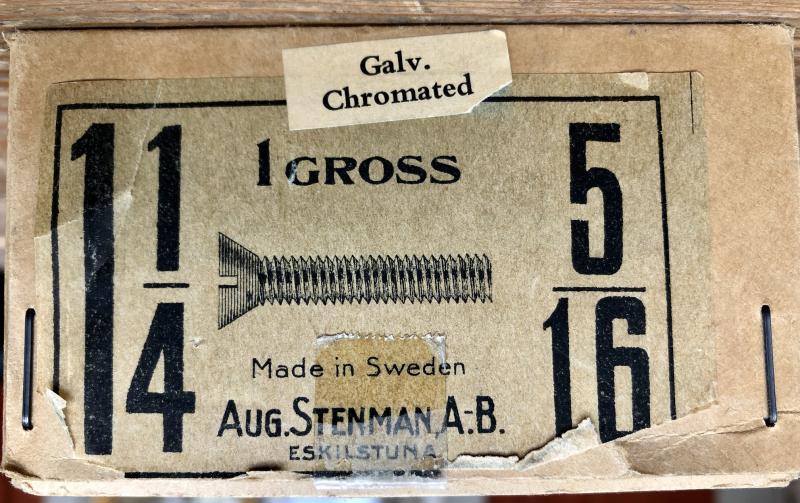 Galv.
Chromated
1 GROSS
1 1/4
5/16
Made in Sweden
AUG. STENMAN, A-B.
ESKILSTUNA